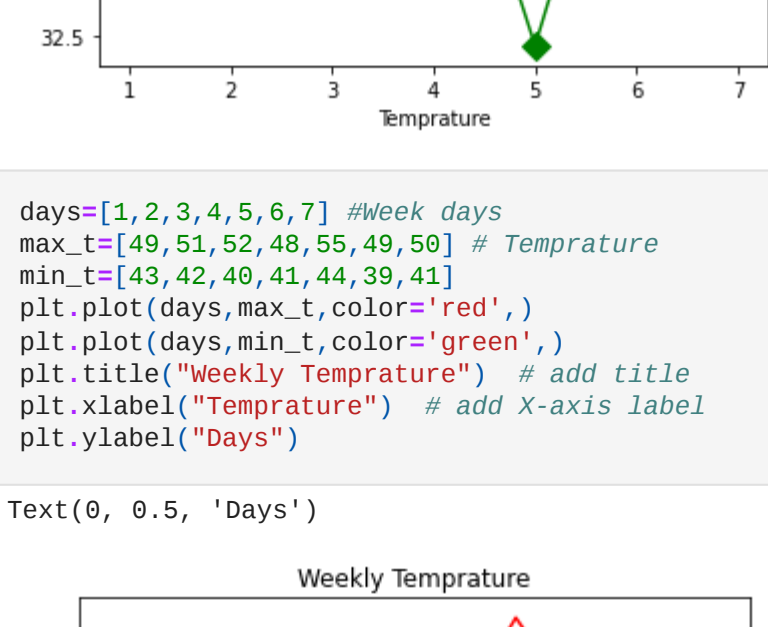 32.5
1 2 3 4 5 6 7
Temprature
days=[1,2,3,4,5,6,7] #Week days
max_t=[49,51,52,48,55,49,50] # Temprature
min_t=[43,42,40,41,44,39,41]
plt.plot(days,max_t,color='red',)
plt.plot(days,min_t,color='green',)
plt.title("Weekly Temprature")  # add title
plt.xlabel("Temprature")  # add X-axis label
plt.ylabel("Days")
Text(0, 0.5, 'Days')
Weekly Temprature